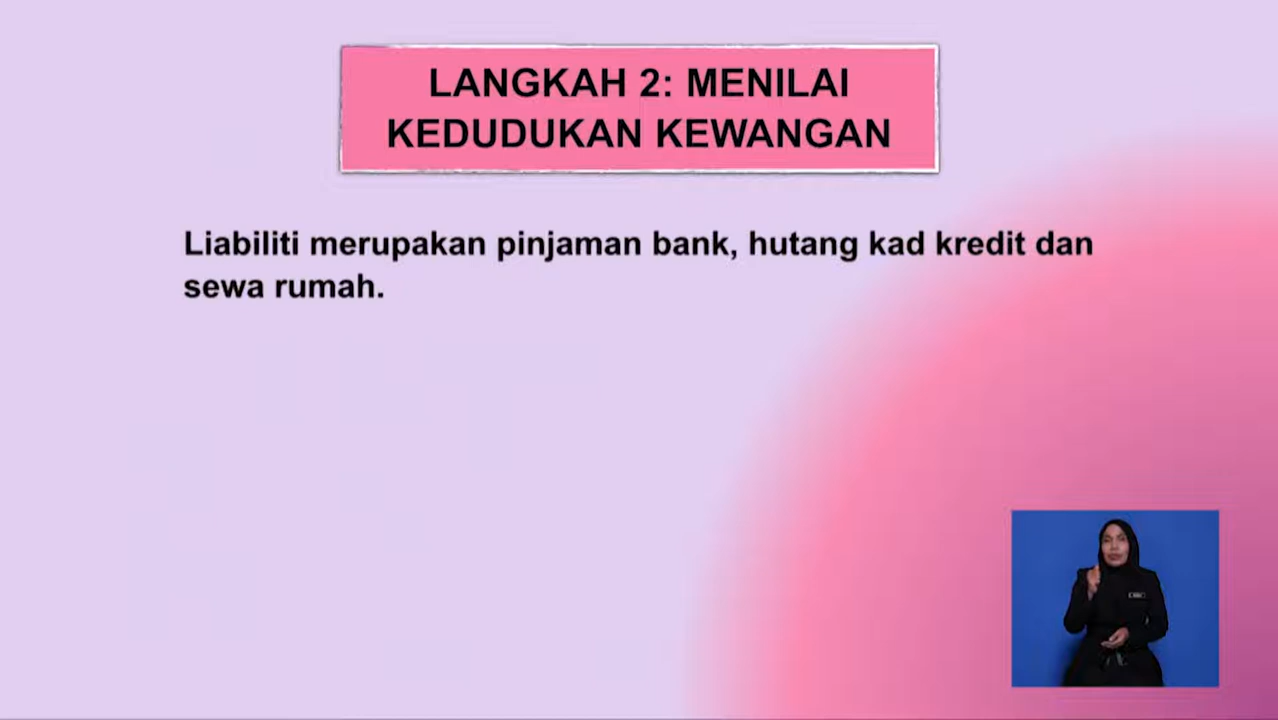 LANGKAH 2: MENILAI
KEDUDUKAN KEWANGAN
Liabiliti merupakan pinjaman bank, hutang kad kredit dan
sewa rumah.